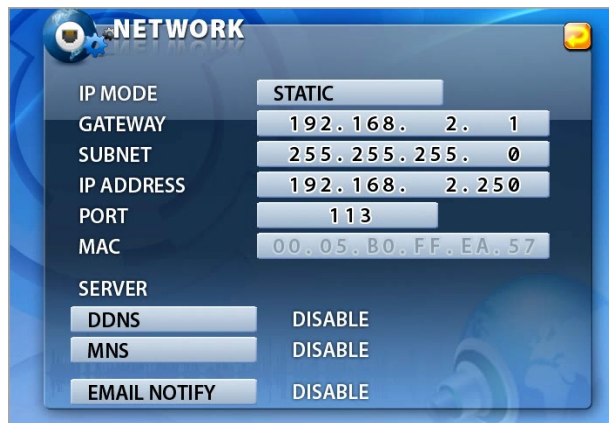 NETWORK
IP MODE STATIC
GATEWAY 192.168. 2. 1
SUBNET 255.255.255. 0
IP ADDRESS 192.168. 2.250
PORT 113
MAC 00.05.B0.FF.EA.57
SERVER
DDNS DISABLE
MNS DISABLE
EMAIL NOTIFY DISABLE